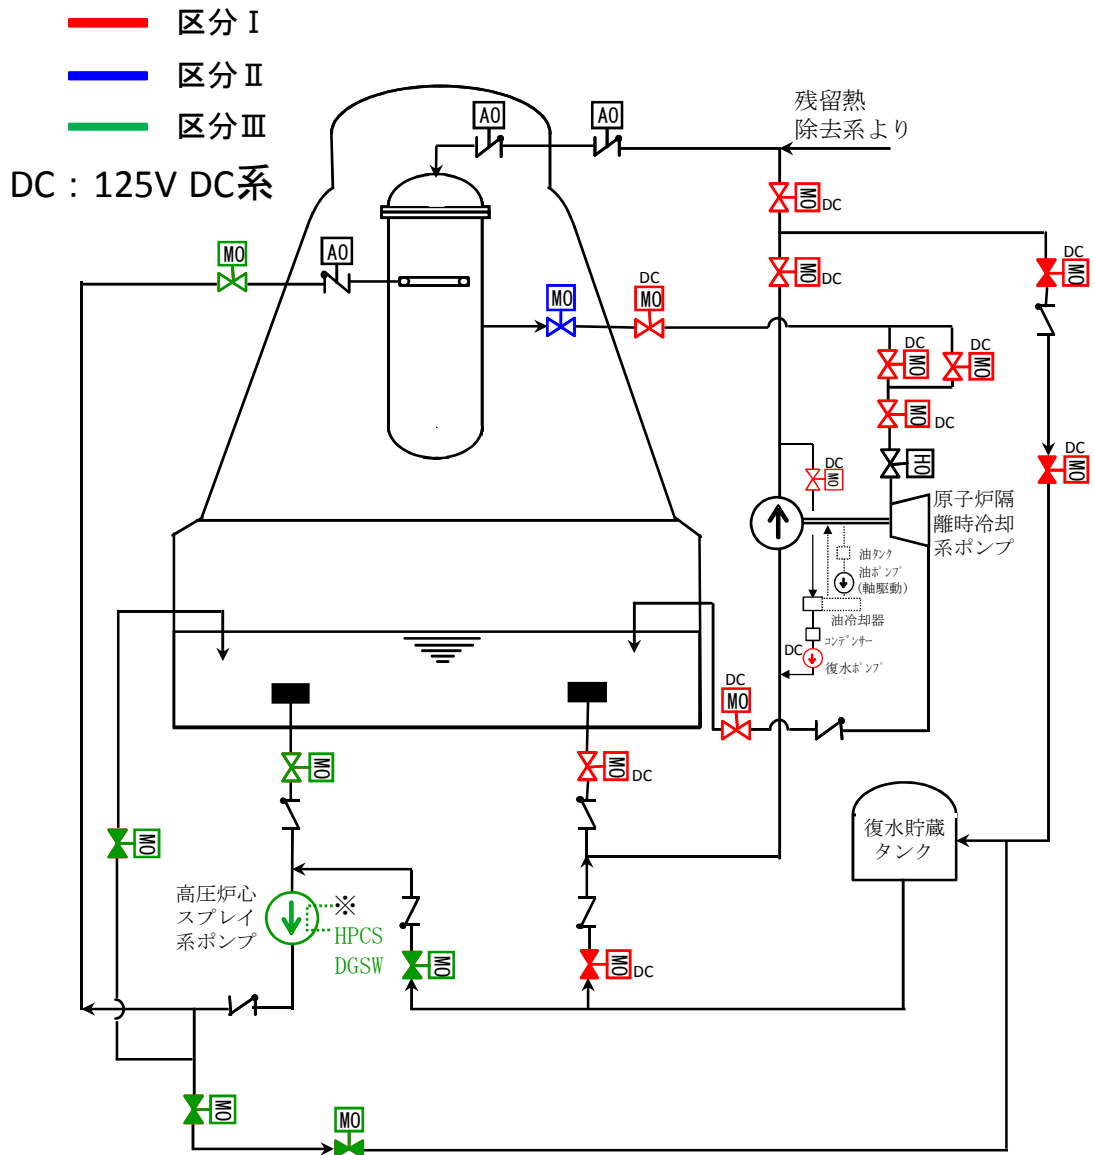 区分Ⅰ
区分Ⅱ
区分Ⅲ
DC：125V DC系
残留熱
除去系より
AO
AO
MO
DC
MO
AO
MO
DC
DC
MO
MO
DC
MO
DC
MO
DC
MO
DC
MO
MO
DC
HO
DC
MO
DC
MO
原子炉隔
離時冷却
系ポンプ
油タンク
油ポンプ
(軸駆動)
油冷却器
コンデンサー
DC
復水ポンプ
DC
MO
MO
MO
DC
MO
復水貯蔵
タンク
高圧炉心
スプレイ
系ポンプ
※
HPCS
DGSW
MO
MO
DC
MO
MO